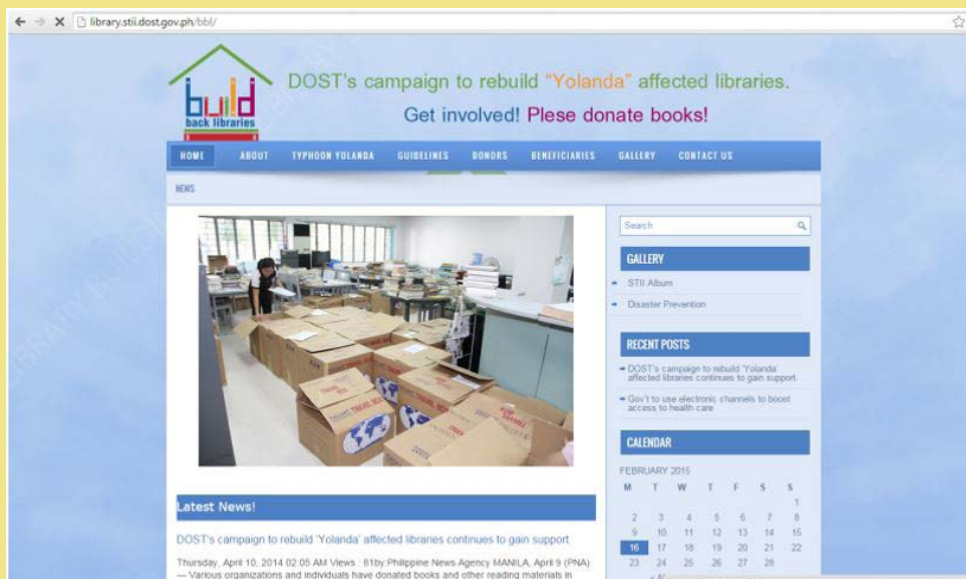 library.stii.dost.gov.ph/bbl/
build
back libraries
DOST's campaign to rebuild "Yolanda" affected libraries.
Get involved! Plese donate books!
HOME ABOUT TYPHOON YOLANDA GUIDELINES DONORS BENEFICIARIES GALLERY CONTACT US
NEWS
Search
GALLERY
STII Album
Disaster Prevention
RECENT POSTS
DOST's campaign to rebuild 'Yolanda'
affected libraries continues to gain support
Gov't to use electronic channels to boost
access to health care
CALENDAR
FEBRUARY 2015
M T W T F S S
1
2 3 4 5 6 7 8
9 10 11 12 13 14 15
16 17 18 19 20 21 22
23 24 25 26 27 28
Latest News!
DOST's campaign to rebuild 'Yolanda' affected libraries continues to gain support
Thursday, April 10, 2014 02:05 AM Views : 81by:Philippine News Agency MANILA, April 9 (PNA)
— Various organizations and individuals have donated books and other reading materials in